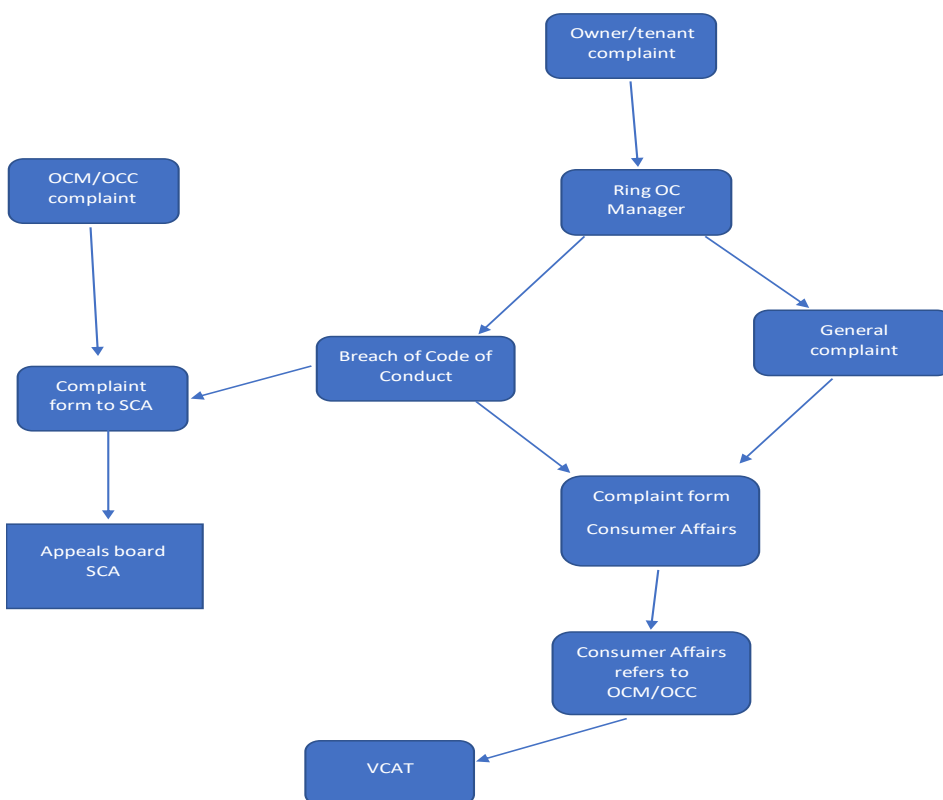 Owner/tenant
complaint
OCM/OCC
complaint
Ring OC
Manager
General
complaint
Breach of Code of
Conduct
Complaint
form to SCA
Complaint form
Consumer Affairs
Appeals board
SCA
Consumer Affairs
refers to
OCM/OCC
VCAT